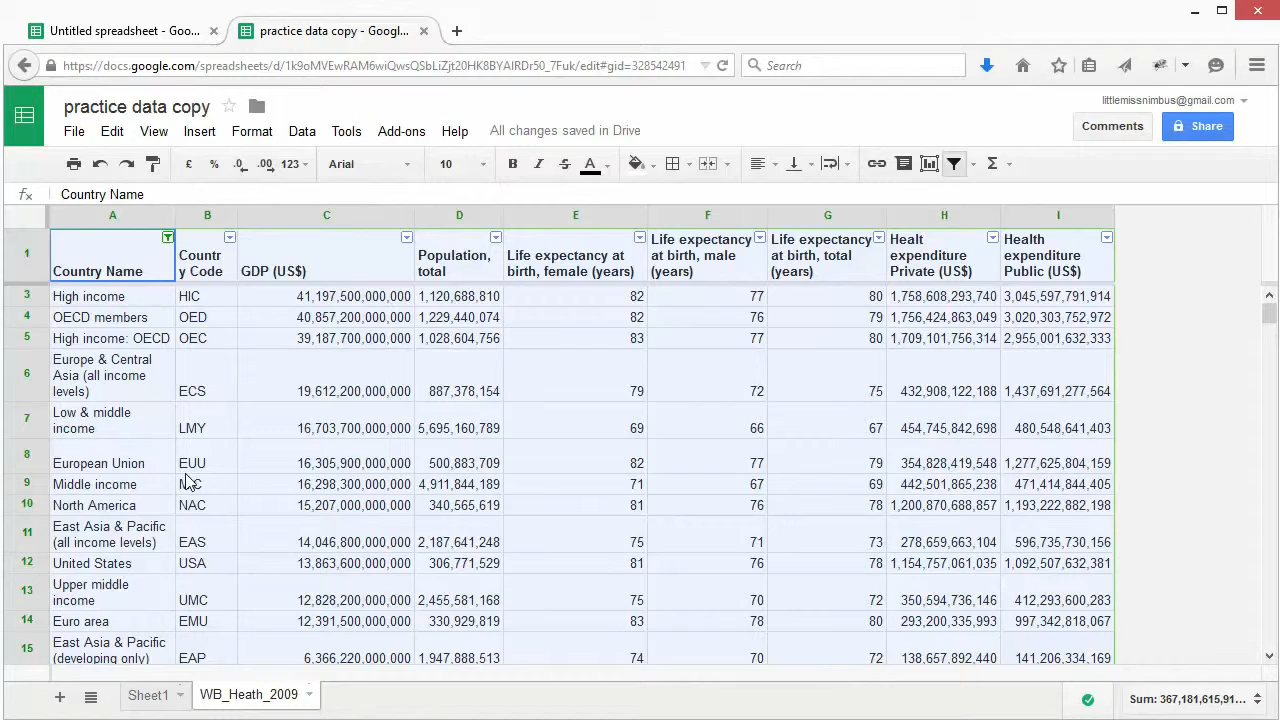 Untitled spreadsheet - Goo... × practice data copy - Googl... × +
https://docs.google.com/spreadsheets/d/1k9oMVEwRAM6wiQwsQSbLiZjt20HK8BYAIRDr50_7Fuk/edit#gid=328542491 Search
practice data copy littlemissnimbus@gmail.com
File Edit View Insert Format Data Tools Add-ons Help All changes saved in Drive Comments Share
£ % .0 .00 123 Arial 10 B I S A Σ
fx Country Name
A B C D E F G H I
1 Country Name Countr y Code GDP (US$) Population, total Life expectancy at birth, female (years) Life expectancy at birth, male (years) Life expectancy at birth, total (years) Healt expenditure Private (US$) Health expenditure Public (US$)
3 High income HIC 41,197,500,000,000 1,120,688,810 82 77 80 1,758,608,293,740 3,045,597,791,914
4 OECD members OED 40,857,200,000,000 1,229,440,074 82 76 79 1,756,424,863,049 3,020,303,752,972
5 High income: OECD OEC 39,187,700,000,000 1,028,604,756 83 77 80 1,709,101,756,314 2,955,001,632,333
6 Europe & Central Asia (all income levels) ECS 19,612,200,000,000 887,378,154 79 72 75 432,908,122,188 1,437,691,277,564
7 Low & middle income LMY 16,703,700,000,000 5,695,160,789 69 66 67 454,745,842,698 480,548,641,403
8 European Union EUU 16,305,900,000,000 500,883,709 82 77 79 354,828,419,548 1,277,625,804,159
9 Middle income 16,298,300,000,000 4,911,844,189 71 67 69 442,501,865,238 471,414,844,405
10 North America NAC 15,207,000,000,000 340,565,619 81 76 78 1,200,870,688,857 1,193,222,882,198
11 East Asia & Pacific (all income levels) EAS 14,046,800,000,000 2,187,641,248 75 71 73 278,659,663,104 596,735,730,156
12 United States USA 13,863,600,000,000 306,771,529 81 76 78 1,154,757,061,035 1,092,507,632,381
13 Upper middle income UMC 12,828,200,000,000 2,455,581,168 75 70 72 350,594,736,146 412,293,600,283
14 Euro area EMU 12,391,500,000,000 330,929,819 83 78 80 293,200,335,993 997,342,818,067
15 East Asia & Pacific (developing only) EAP 6,366,220,000,000 1,947,888,513 74 70 72 138,657,892,440 141,206,334,169
+ Sheet1 WB_Heath_2009 Sum: 367,181,615,91...